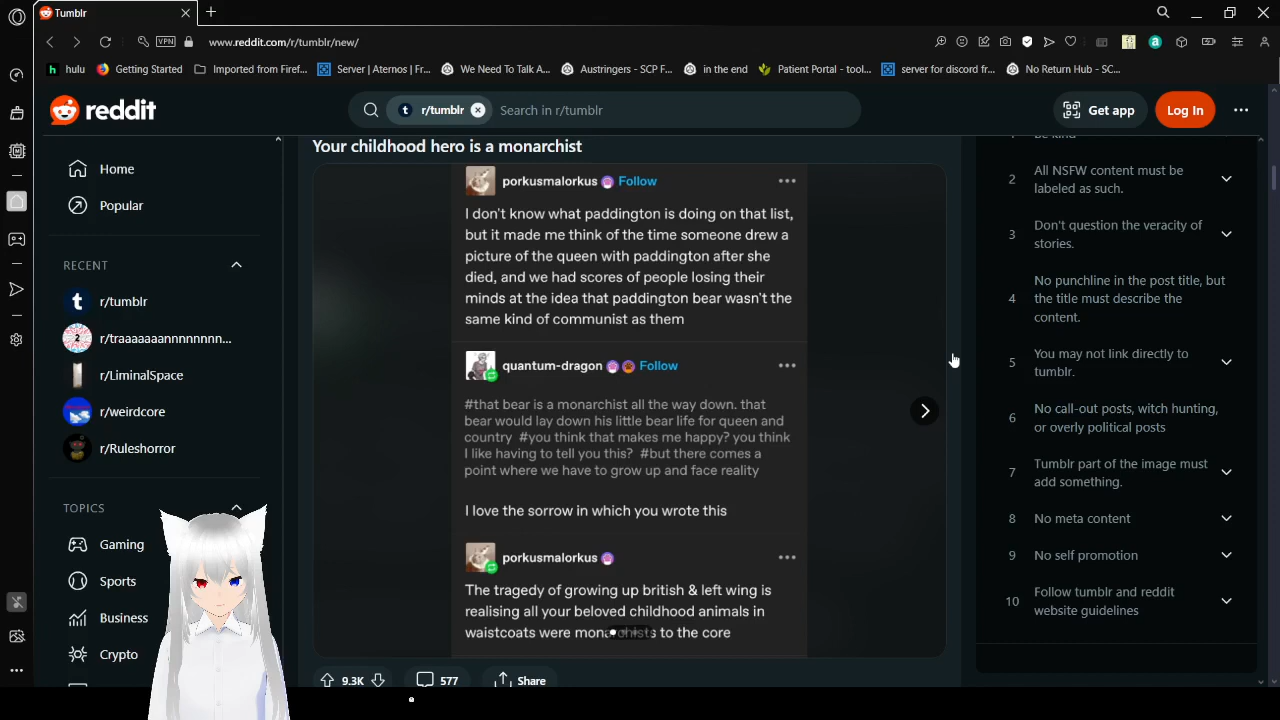 Tumblr
www.reddit.com/r/tumblr/new/
VPN
hulu
Getting Started
Imported from Firef...
Server | Aternos | Fr...
We Need To Talk A...
Austringers - SCP F...
in the end
Patient Portal - tool...
server for discord fr...
No Return Hub - SC...
reddit
r/tumblr
Search in r/tumblr
Get app
Log In
Home
Popular
RECENT
r/tumblr
r/traaaaaaannnnnnnn...
r/LiminalSpace
r/weirdcore
r/Ruleshorror
TOPICS
Gaming
Sports
Business
Crypto
Your childhood hero is a monarchist
porkusmalorkus Follow
I don't know what paddington is doing on that list,
but it made me think of the time someone drew a
picture of the queen with paddington after she
died, and we had scores of people losing their
minds at the idea that paddington bear wasn't the
same kind of communist as them
quantum-dragon Follow
#that bear is a monarchist all the way down. that
bear would lay down his little bear life for queen and
country #you think that makes me happy? you think
I like having to tell you this? #but there comes a
point where we have to grow up and face reality
I love the sorrow in which you wrote this
porkusmalorkus
The tragedy of growing up british & left wing is
realising all your beloved childhood animals in
waistcoats were monarchists to the core
9.3K
577
Share
Be kind
2 All NSFW content must be
labeled as such.
3 Don't question the veracity of
stories.
4 No punchline in the post title, but
the title must describe the
content.
5 You may not link directly to
tumblr.
6 No call-out posts, witch hunting,
or overly political posts
7 Tumblr part of the image must
add something.
8 No meta content
9 No self promotion
10 Follow tumblr and reddit
website guidelines